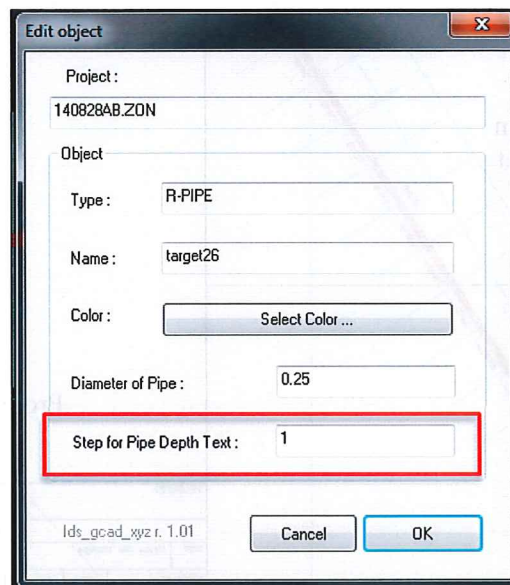 Edit object
Project :
140828AB.ZON
Object
Type : R-PIPE
Name : target26
Color : Select Color ...
Diameter of Pipe : 0.25
Step for Pipe Depth Text : 1
Ids_gcad_xyz r. 1.01 Cancel OK